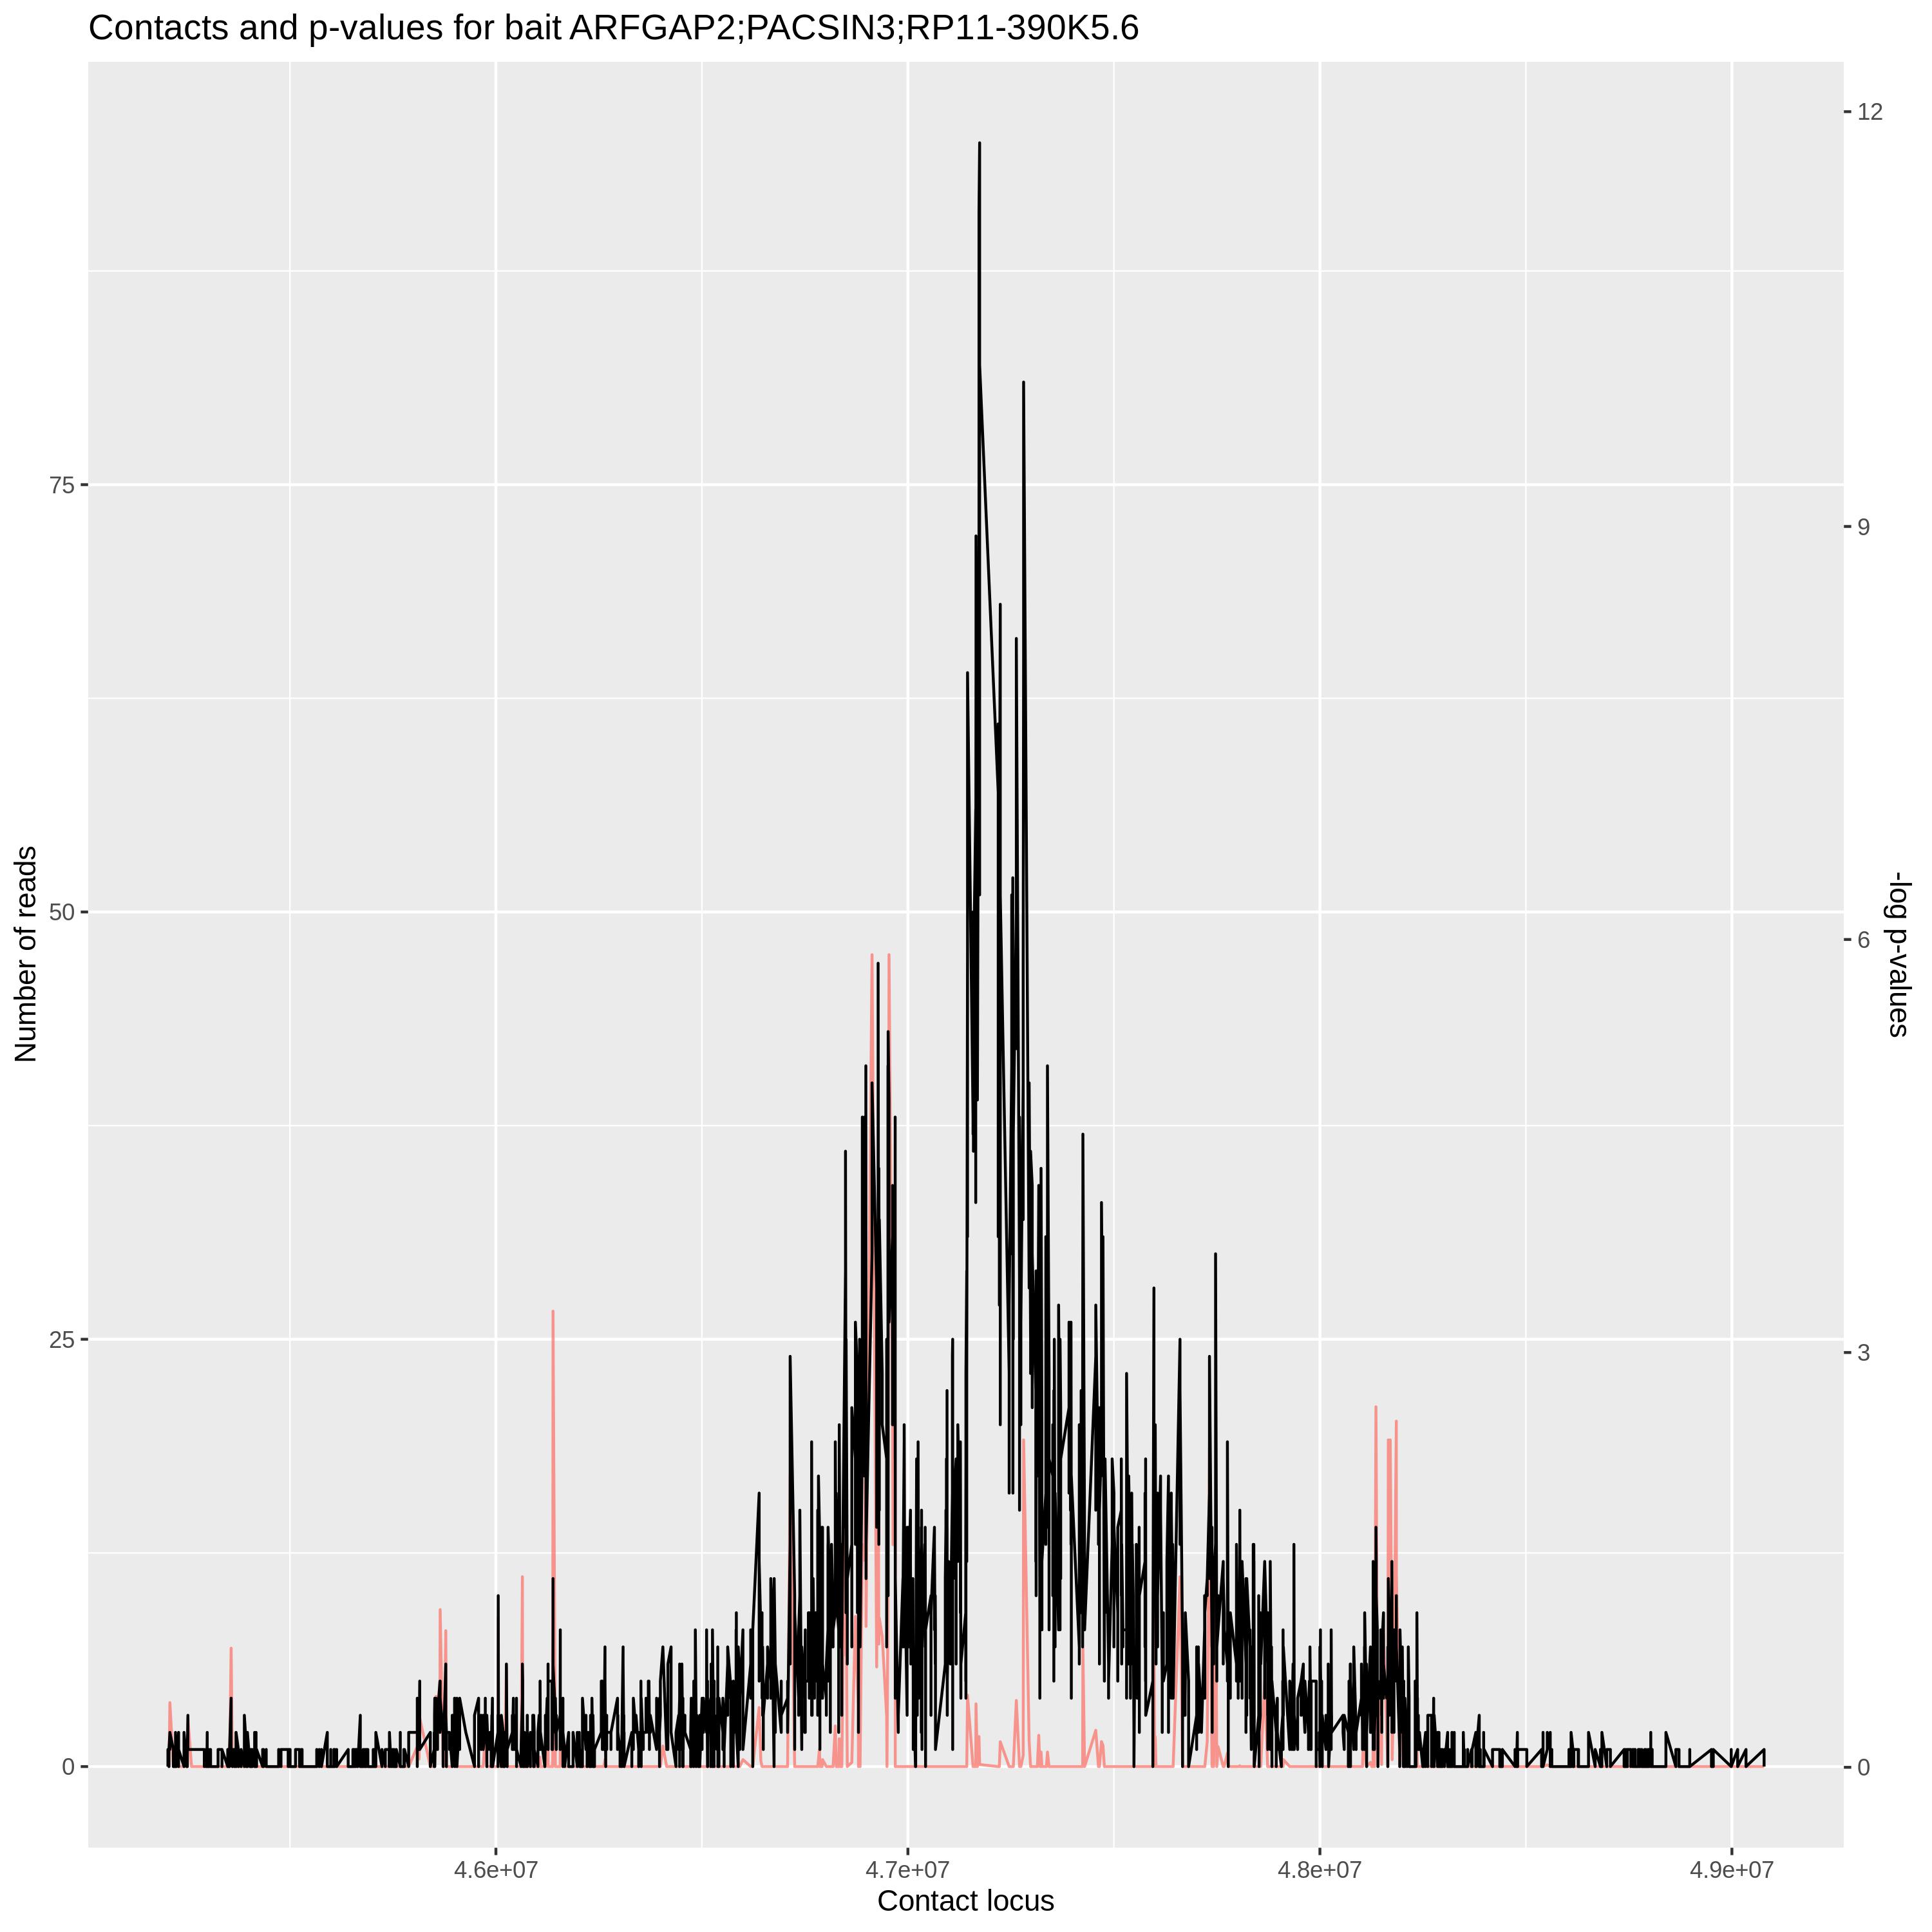 Contacts and p-values for bait ARFGAP2;PACSIN3;RP11-390K5.6
12
75
9
50
6
Number of reads
-log p-values
25
3
0
0
4.6e+07
4.7e+07
4.8e+07
4.9e+07
Contact locus